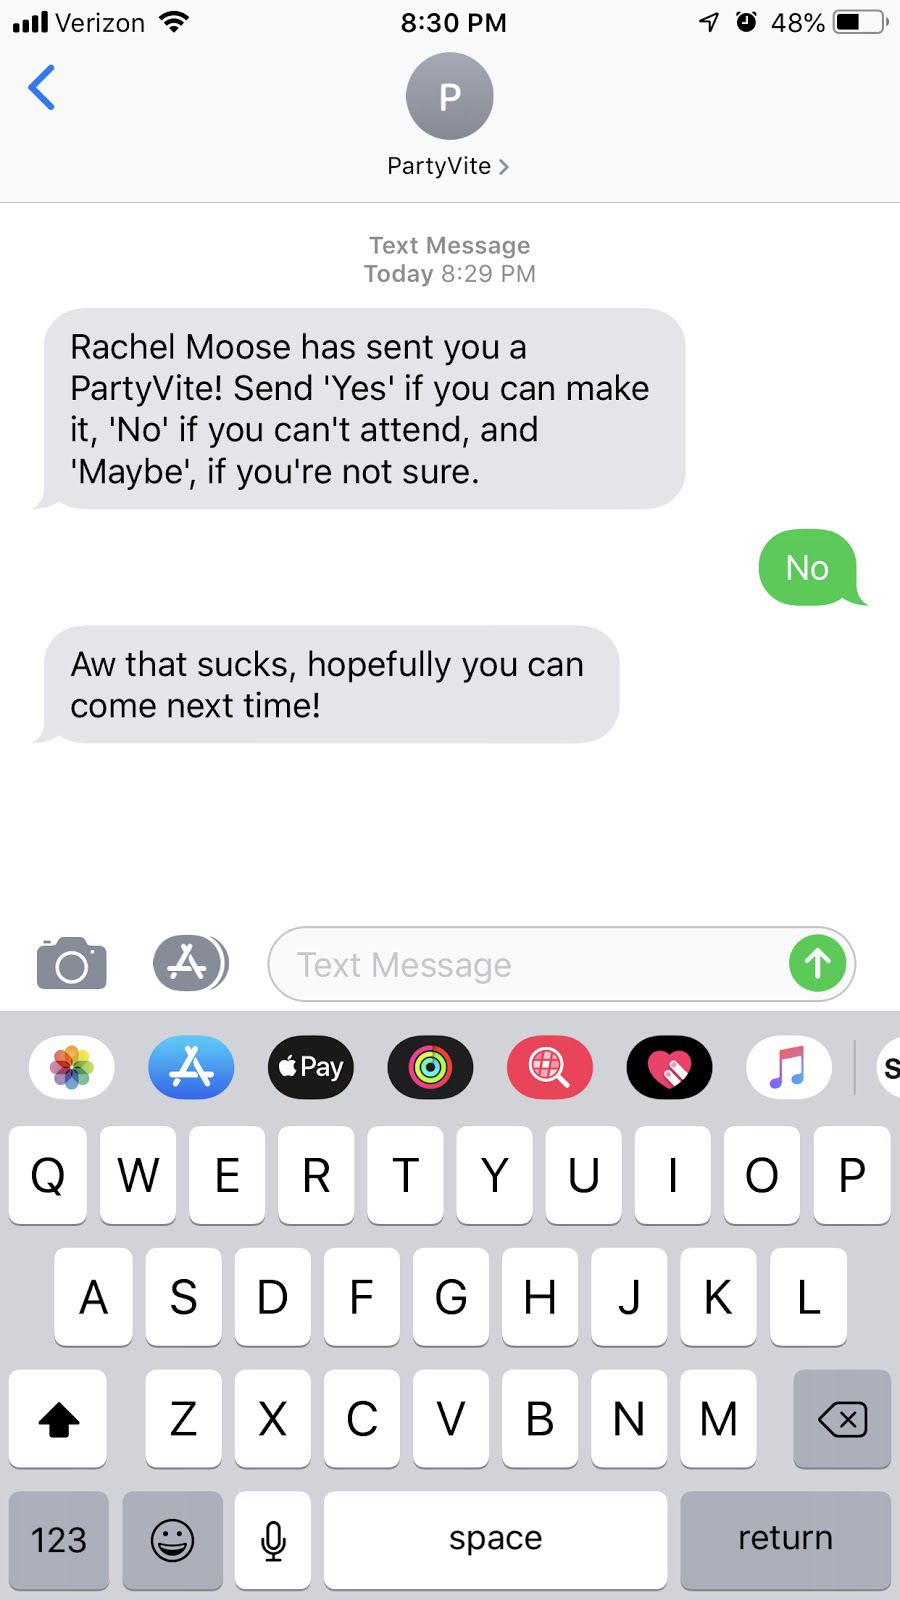 Verizon 8:30 PM 48%
P
PartyVite
Text Message
Today 8:29 PM
Rachel Moose has sent you a
PartyVite! Send 'Yes' if you can make
it, 'No' if you can't attend, and
'Maybe', if you're not sure.
No
Aw that sucks, hopefully you can
come next time!
Text Message
Pay
Q W E R T Y U I O P
A S D F G H J K L
Z X C V B N M
123 space return